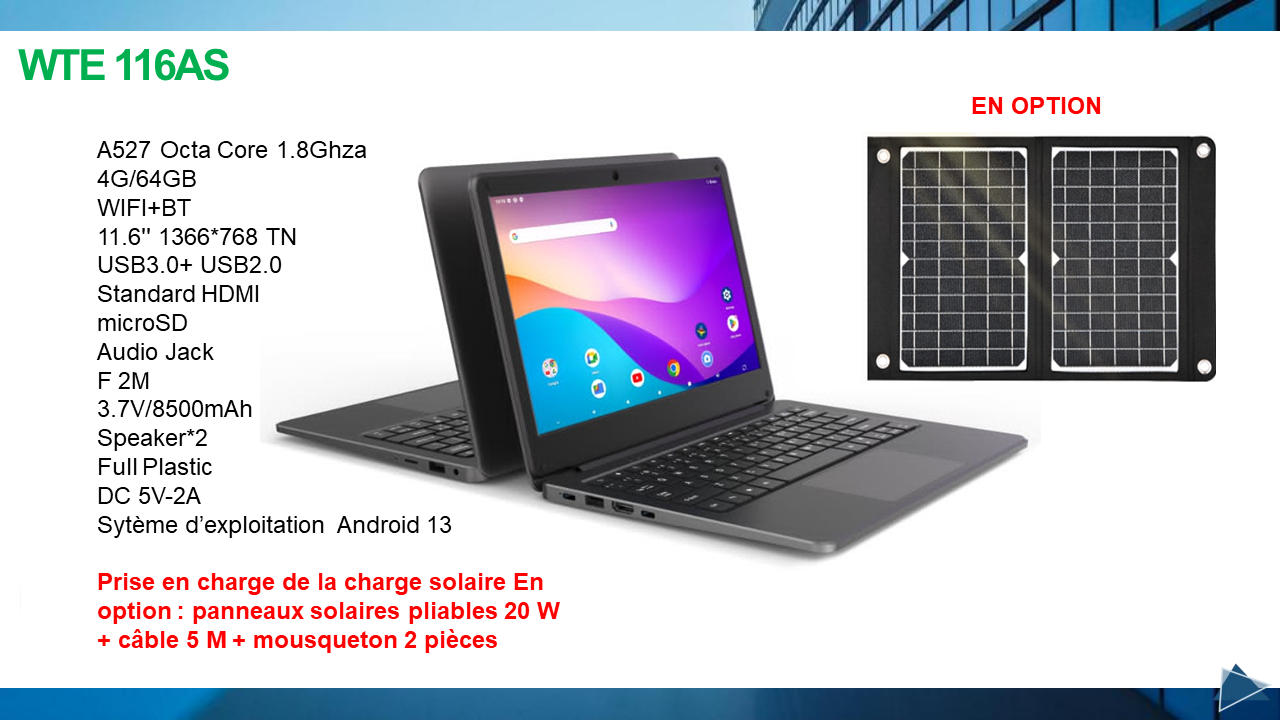 WTE 116AS
EN OPTION
A527 Octa Core 1.8Ghza
4G/64GB
WIFI+BT
11.6" 1366*768 TN
USB3.0+ USB2.0
Standard HDMI
microSD
Audio Jack
F 2M
3.7V/8500mAh
Speaker*2
Full Plastic
DC 5V-2A
Sytème d’exploitation Android 13
Prise en charge de la charge solaire En
option : panneaux solaires pliables 20 W
+ câble 5 M + mousqueton 2 pièces